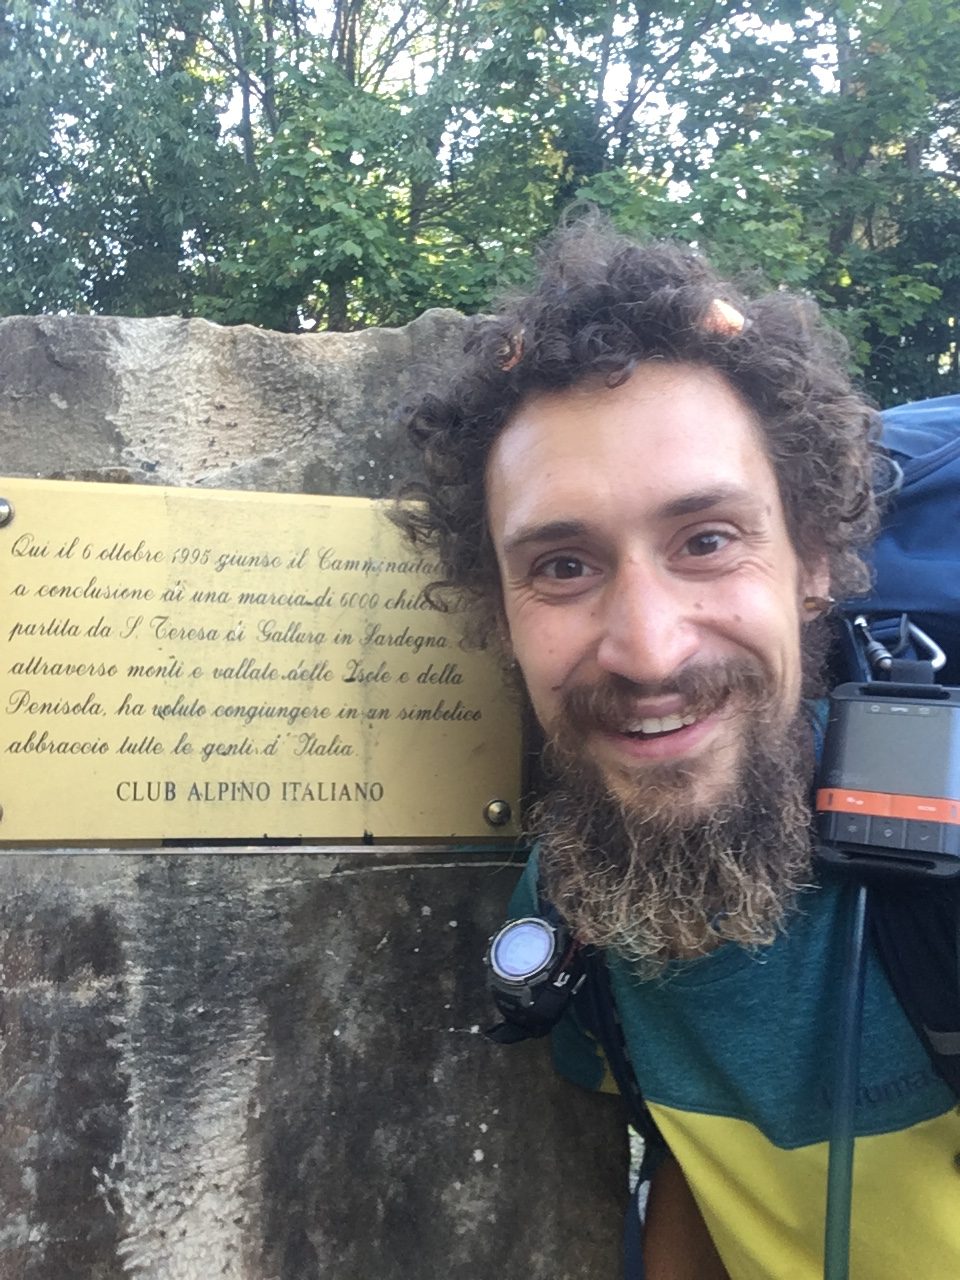 Qui il 6 ottobre 1995 giunse il
a conclusione di una marcia di 6000
partita da S. Teresa di Gallura in Sardegna
attraverso monti e vallate delle Isole e della
Penisola, ha voluto congiungere in un simbolico
abbraccio tutte le genti d'Italia.
CLUB ALPINO ITALIANO